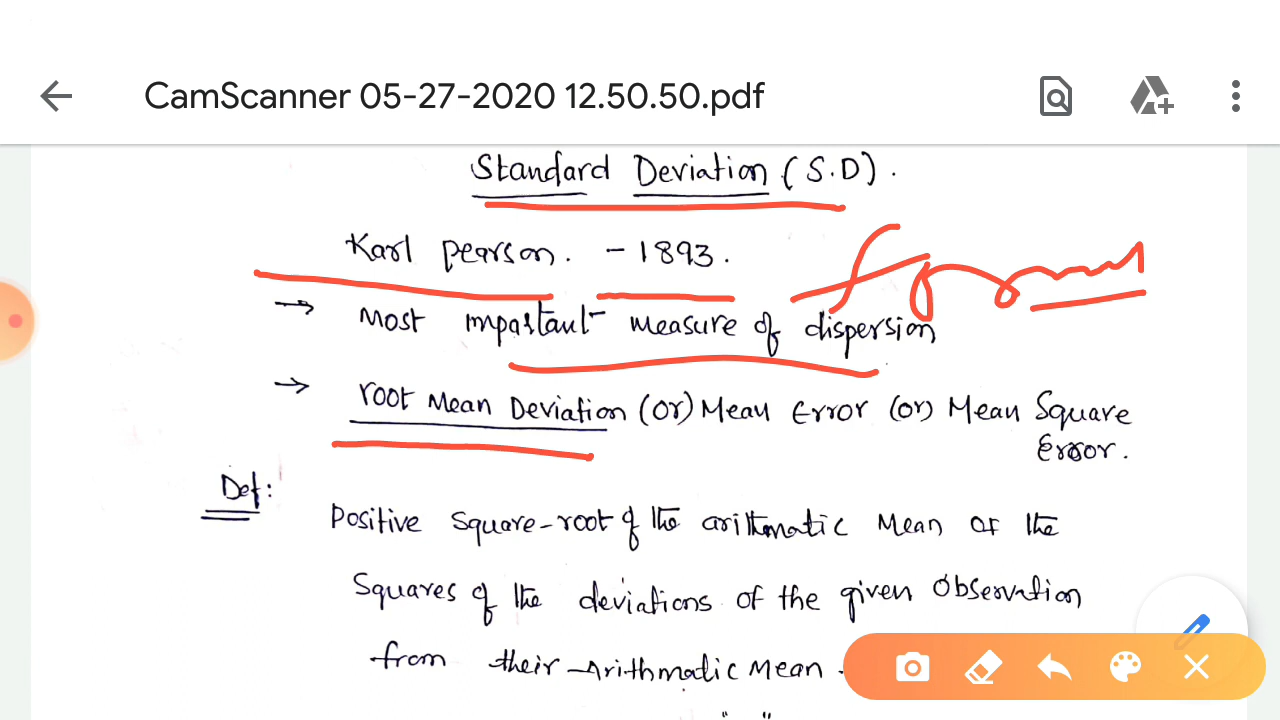 CamScanner 05-27-2020 12.50.50.pdf
Standard Deviation (S.D).
Karl pearson. - 1893.
→ Most important measure of dispersion
→ root Mean Deviation (or) Mean Error (or) Mean Square
Error.
Def:
Positive square-root of the arithmatic Mean of the
Squares of the deviations of the given observation
from their Arithmatic Mean.